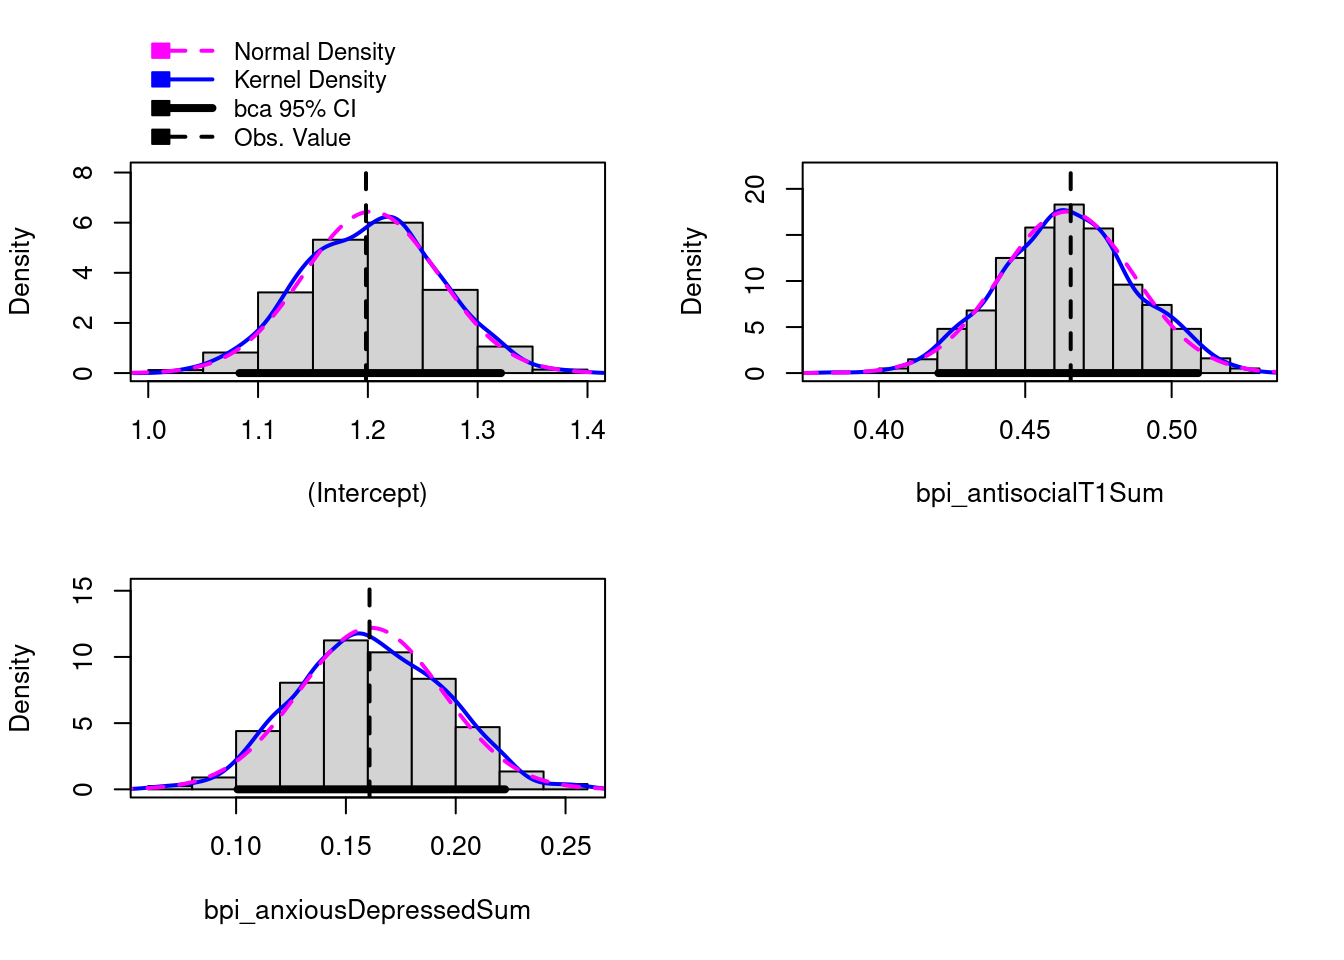 Normal Density
Kernel Density
bca 95% CI
Obs. Value
Density
0 2 4 6 8
1.0 1.1 1.2 1.3 1.4
(Intercept)
Density
0 5 10 20
0.40 0.45 0.50
bpi_antisocialT1Sum
Density
0 5 10 15
0.10 0.15 0.20 0.25
bpi_anxiousDepressedSum